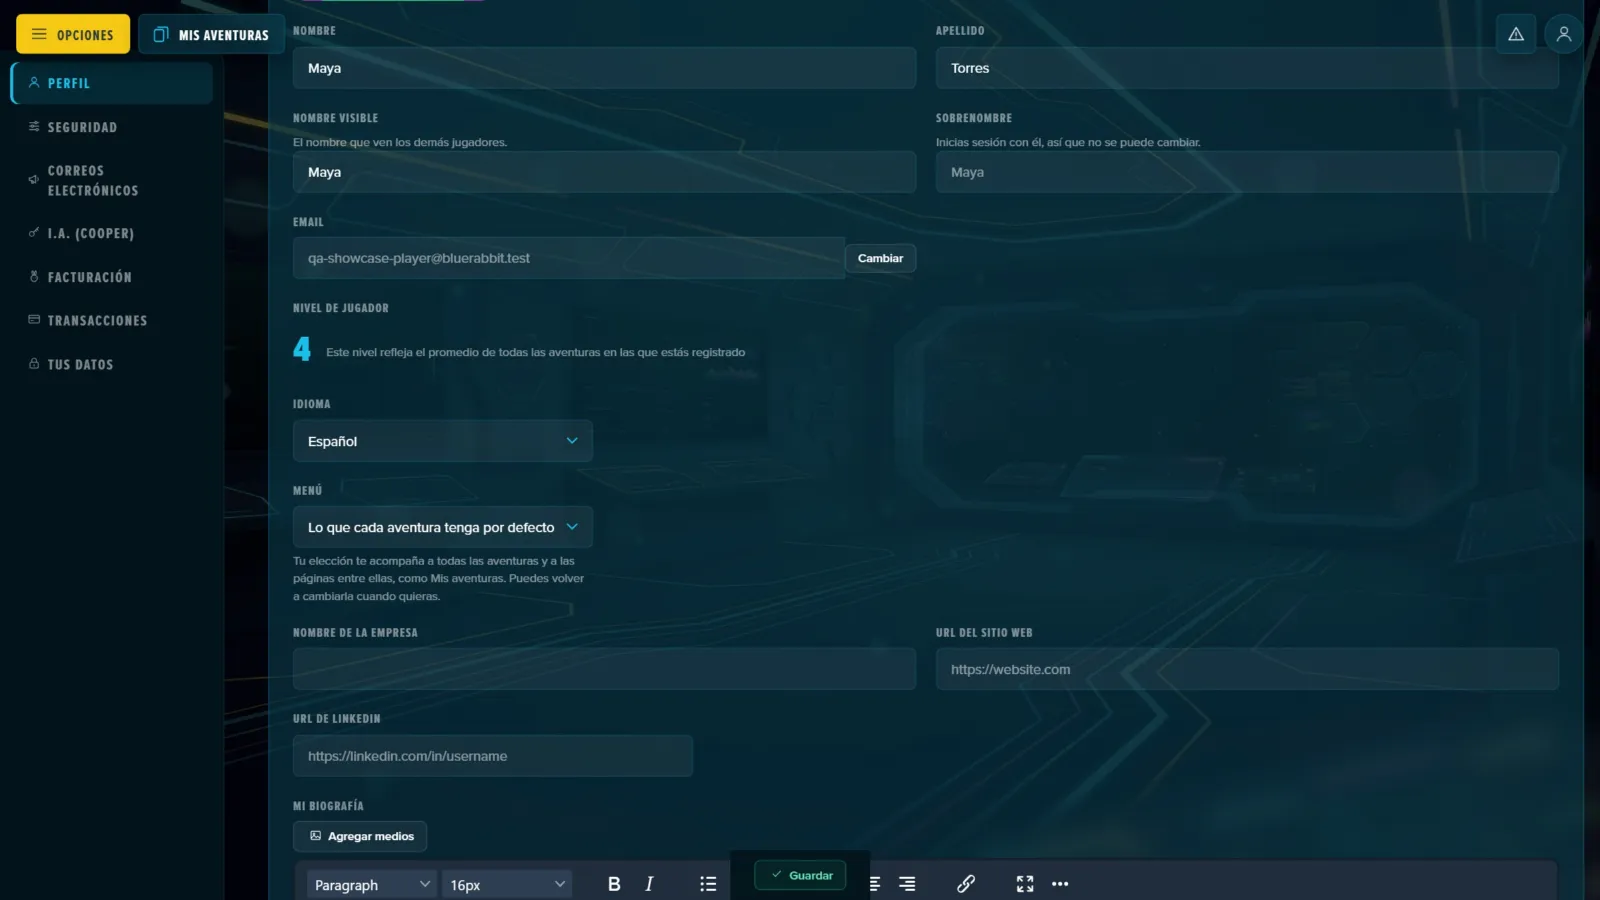 OPCIONES
MIS AVENTURAS
PERFIL
SEGURIDAD
CORREOS
ELECTRÓNICOS
I.A. (COOPER)
FACTURACIÓN
TRANSACCIONES
TUS DATOS
NOMBRE
Maya
APELLIDO
Torres
NOMBRE VISIBLE
El nombre que ven los demás jugadores.
Maya
SOBRENOMBRE
Inicias sesión con él, así que no se puede cambiar.
Maya
EMAIL
qa-showcase-player@bluerabbit.test
Cambiar
NIVEL DE JUGADOR
4 Este nivel refleja el promedio de todas las aventuras en las que estás registrado
IDIOMA
Español
MENÚ
Lo que cada aventura tenga por defecto
Tu elección te acompaña a todas las aventuras y a las
páginas entre ellas, como Mis aventuras. Puedes volver
a cambiarla cuando quieras.
NOMBRE DE LA EMPRESA
URL DEL SITIO WEB
https://website.com
URL DE LINKEDIN
https://linkedin.com/in/username
MI BIOGRAFÍA
Agregar medios
Paragraph
16px
B I
Guardar